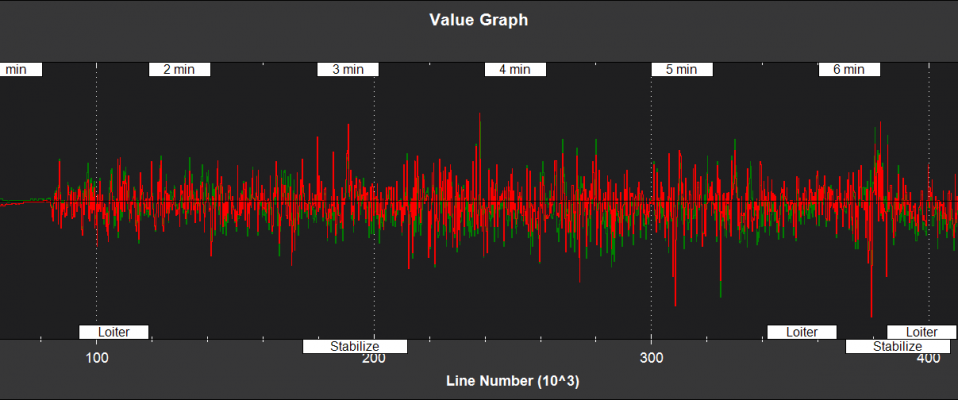 Value Graph
min 2 min 3 min 4 min 5 min 6 min
Loiter Loiter Loiter
Stabilize Stabilize
100 200 300 400
Line Number (10^3)